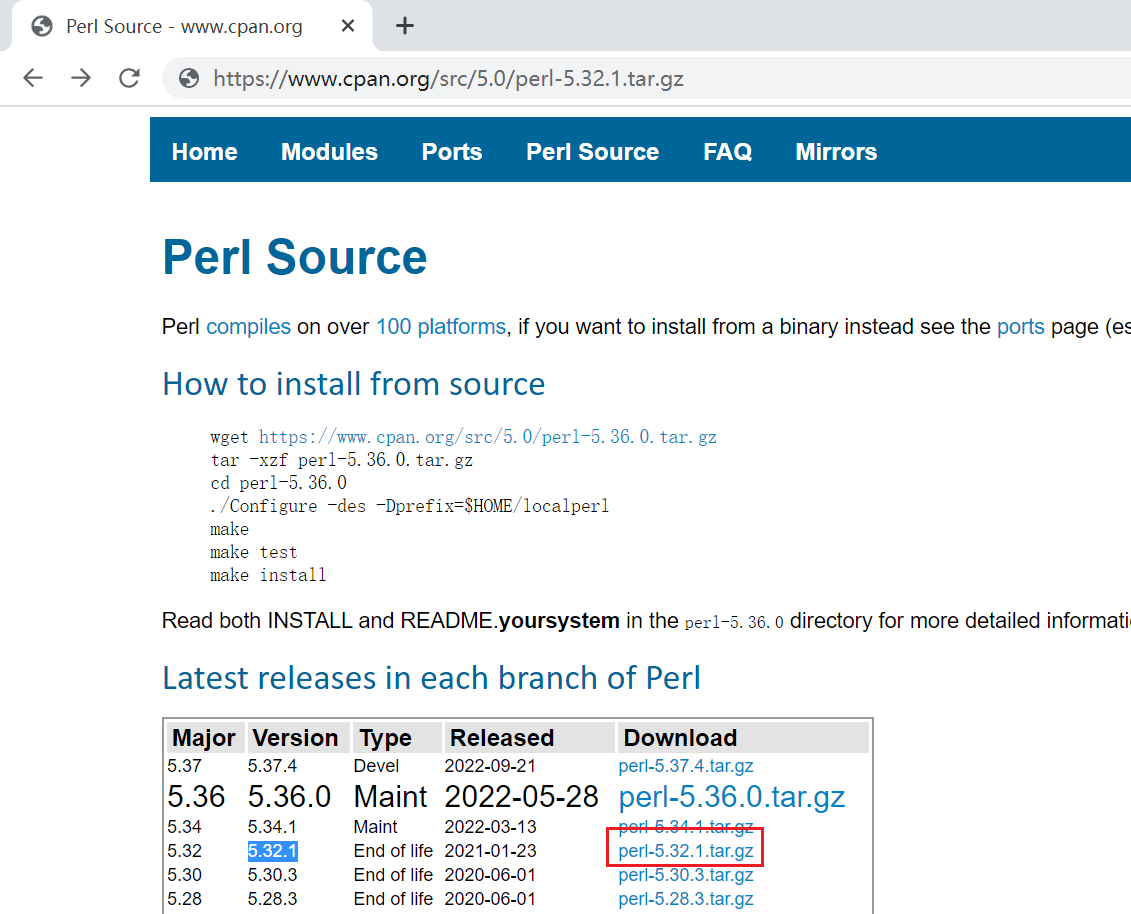 Perl Source - www.cpan.org
https://www.cpan.org/src/5.0/perl-5.32.1.tar.gz
Home Modules Ports Perl Source FAQ Mirrors
Perl Source
Perl compiles on over 100 platforms, if you want to install from a binary instead see the ports page (es
How to install from source
wget https://www.cpan.org/src/5.0/perl-5.36.0.tar.gz
tar -xzf perl-5.36.0.tar.gz
cd perl-5.36.0
./Configure -des -Dprefix=$HOME/localperl
make
make test
make install
Read both INSTALL and README.yoursystem in the perl-5.36.0 directory for more detailed informati
Latest releases in each branch of Perl
Major Version Type Released Download
5.37 5.37.4 Devel 2022-09-21 perl-5.37.4.tar.gz
5.36 5.36.0 Maint 2022-05-28 perl-5.36.0.tar.gz
5.34 5.34.1 Maint 2022-03-13 perl-5.34.1.tar.gz
5.32 5.32.1 End of life 2021-01-23 perl-5.32.1.tar.gz
5.30 5.30.3 End of life 2020-06-01 perl-5.30.3.tar.gz
5.28 5.28.3 End of life 2020-06-01 perl-5.28.3.tar.gz